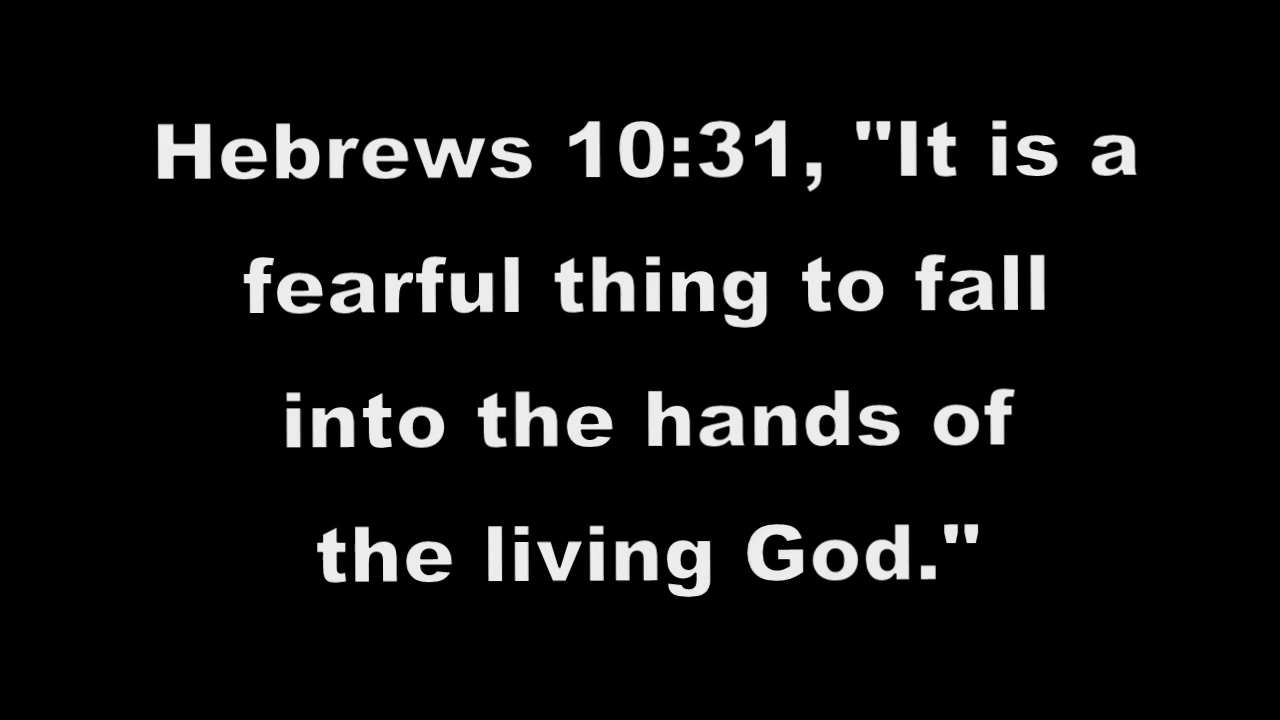 Hebrews 10:31, "It is a
fearful thing to fall
into the hands of
the living God."